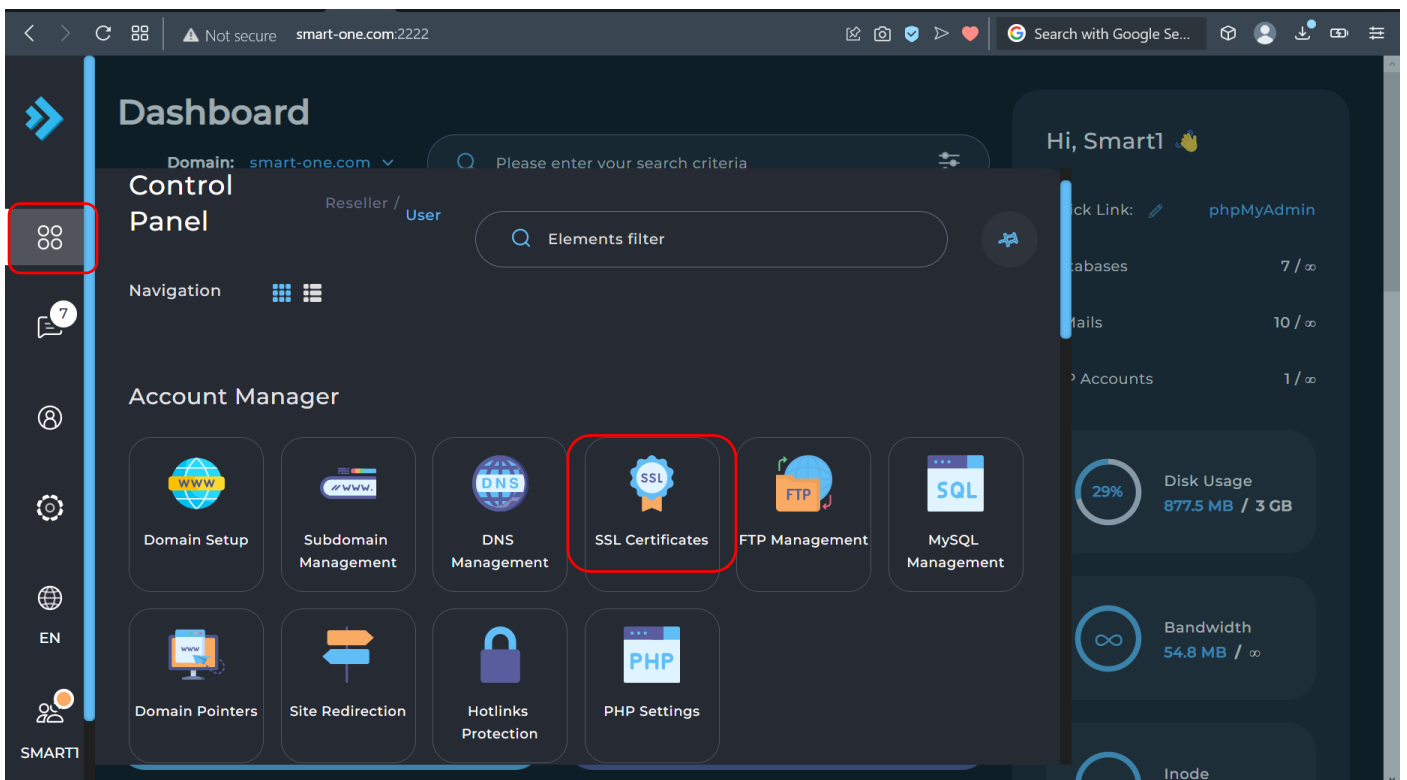 Not secure smart-one.com:2222
Search with Google Se...
Dashboard
Domain: smart-one.com
Please enter your search criteria
Hi, Smart1 👋
Control
Panel
Reseller /
User
Elements filter
ick Link: phpMyAdmin
tabases 7 / ∞
Navigation
7
Mails 10 / ∞
P Accounts 1 / ∞
Account Manager
WWW
//www.
DNS
SSL
FTP
SQL
Domain Setup
Subdomain
Management
DNS
Management
SSL Certificates
FTP Management
MySQL
Management
29%
Disk Usage
877.5 MB / 3 GB
EN
www
PHP
Domain Pointers
Site Redirection
Hotlinks
Protection
PHP Settings
∞
Bandwidth
54.8 MB / ∞
SMART1
Inode